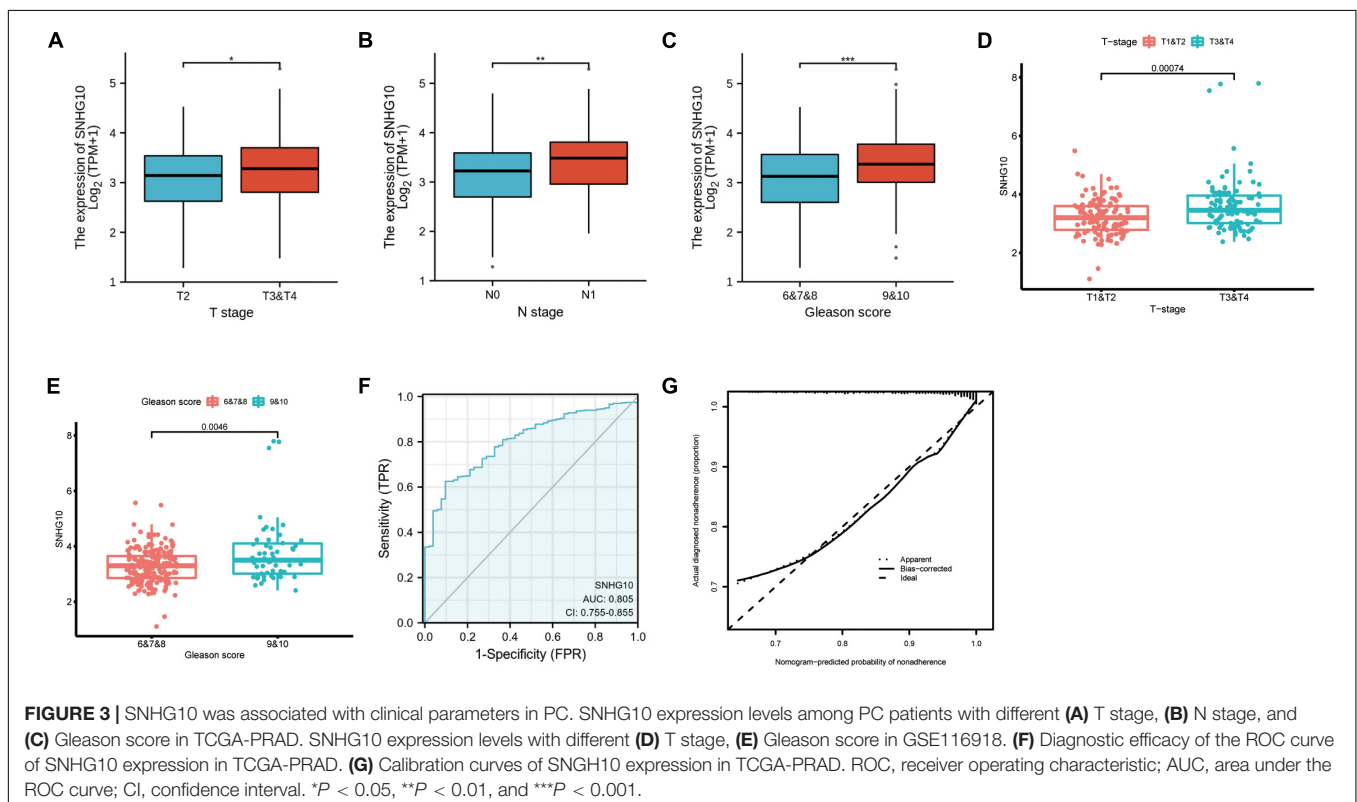 A
The expression of SNHG10
Log2 (TPM+1)
5
4
3
2
1
*
T2
T3&T4
T stage
B
The expression of SNHG10
Log2 (TPM+1)
5
4
3
2
1
**
N0
N1
N stage
C
The expression of SNHG10
Log2 (TPM+1)
5
4
3
2
1
***
6&7&8
9&10
Gleason score
D
T-stage T1&T2 T3&T4
0.00074
SNHG10
8
6
4
2
T1&T2
T3&T4
T-stage
E
Gleason score 6&7&8 9&10
0.0046
SNHG10
8
6
4
2
6&7&8
9&10
Gleason score
F
Sensitivity (TPR)
1.0
0.8
0.6
0.4
0.2
0.0
SNHG10
AUC: 0.805
CI: 0.755-0.855
0.0 0.2 0.4 0.6 0.8 1.0
1-Specificity (FPR)
G
Actual diagnosed nonadherence (proportion)
1.0
0.9
0.8
0.7
Apparent
Bias-corrected
Ideal
0.7 0.8 0.9 1.0
Nomogram-predicted probability of nonadherence
FIGURE 3 | SNHG10 was associated with clinical parameters in PC. SNHG10 expression levels among PC patients with different (A) T stage, (B) N stage, and
(C) Gleason score in TCGA-PRAD. SNHG10 expression levels with different (D) T stage, (E) Gleason score in GSE116918. (F) Diagnostic efficacy of the ROC curve
of SNHG10 expression in TCGA-PRAD. (G) Calibration curves of SNGH10 expression in TCGA-PRAD. ROC, receiver operating characteristic; AUC, area under the
ROC curve; CI, confidence interval. *P < 0.05, **P < 0.01, and ***P < 0.001.